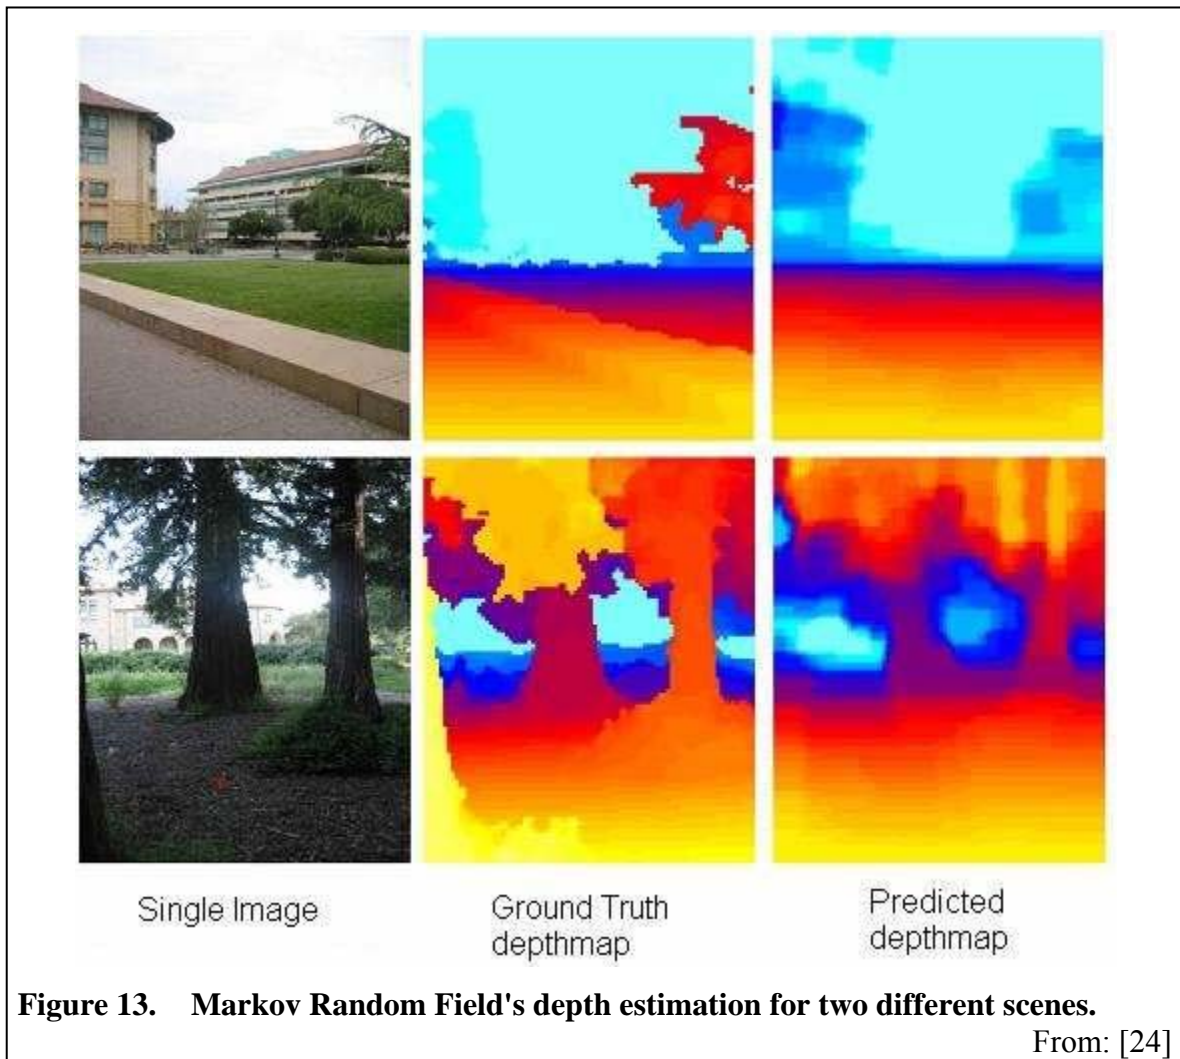 Single Image
Ground Truth
depthmap
Predicted
depthmap
Figure 13. Markov Random Field's depth estimation for two different scenes.
From: [24]